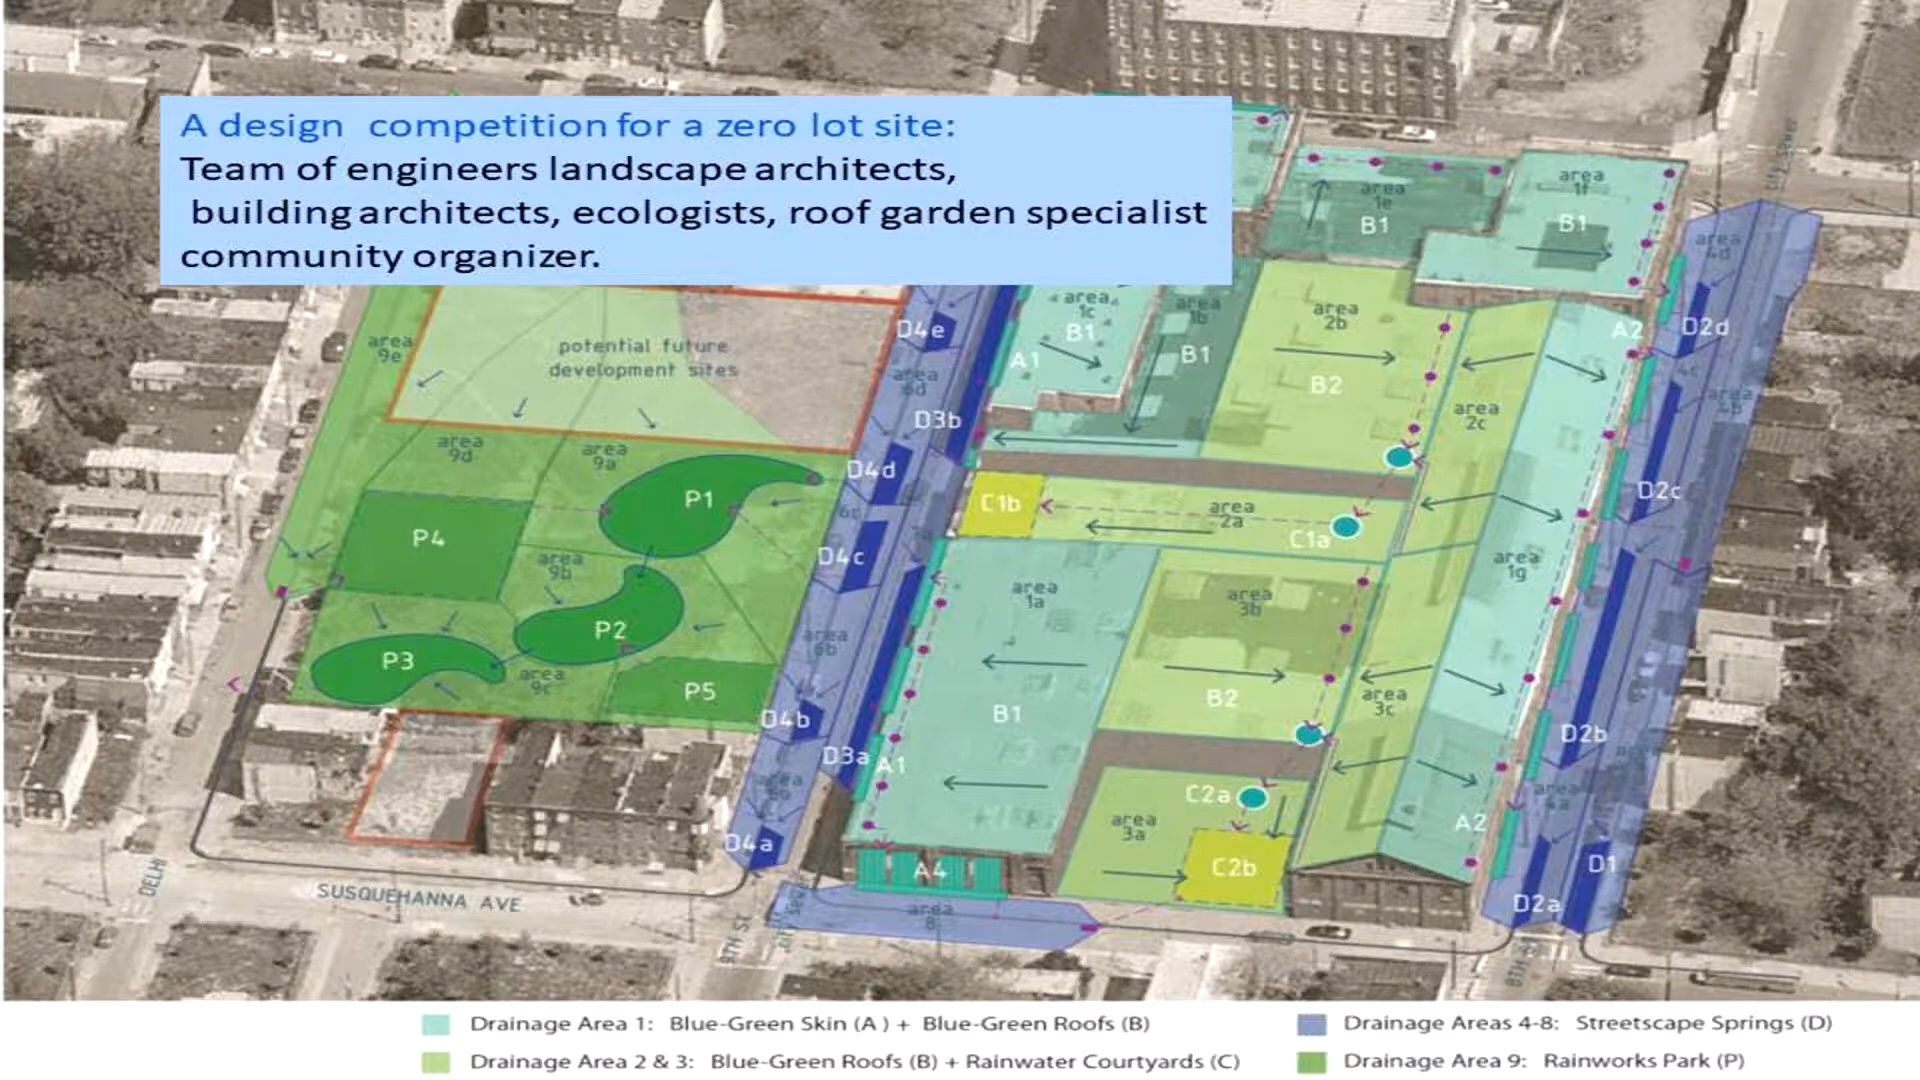 A design competition for a zero lot site:
Team of engineers landscape architects,
building architects, ecologists, roof garden specialist
community organizer.
area 1e
B1
area 1f
B1
area 4d
area 9e
potential future
development sites
D4e
area 1c
B1
A1
area 1b
B1
area 2b
B2
A2
D2d
4c
area 6d
D3b
area 2c
area 9d
area 9a
D4d
P1
C1b
area 2a
C1a
D2c
P4
area 9b
D4c
area 1a
area 3b
area 1g
P2
P3
area 6b
area 9c
P5
B1
B2
area 3c
D4b
D2b
D3a
A1
C2a
area 3a
A2
D4a
A4
C2b
D1
D2a
area 8
DELHI
SUSQUEHANNA AVE
9TH ST
8TH ST
Drainage Area 1: Blue-Green Skin (A ) + Blue-Green Roofs (B)
Drainage Areas 4-8: Streetscape Springs (D)
Drainage Area 2 & 3: Blue-Green Roofs (B) + Rainwater Courtyards (C)
Drainage Area 9: Rainworks Park (P)